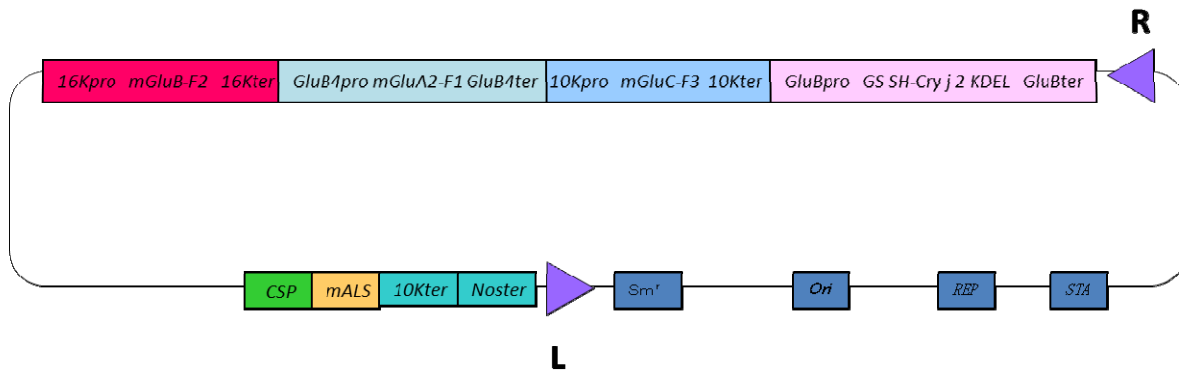 R
16Kpro mGluB-F2 16Kter GluB4pro mGluA2-F1 GluB4ter 10Kpro mGluC-F3 10Kter GluBpro GS SH-Cry j 2 KDEL GluBter
CSP mALS 10Kter Noster Smʳ Ori REP STA
L